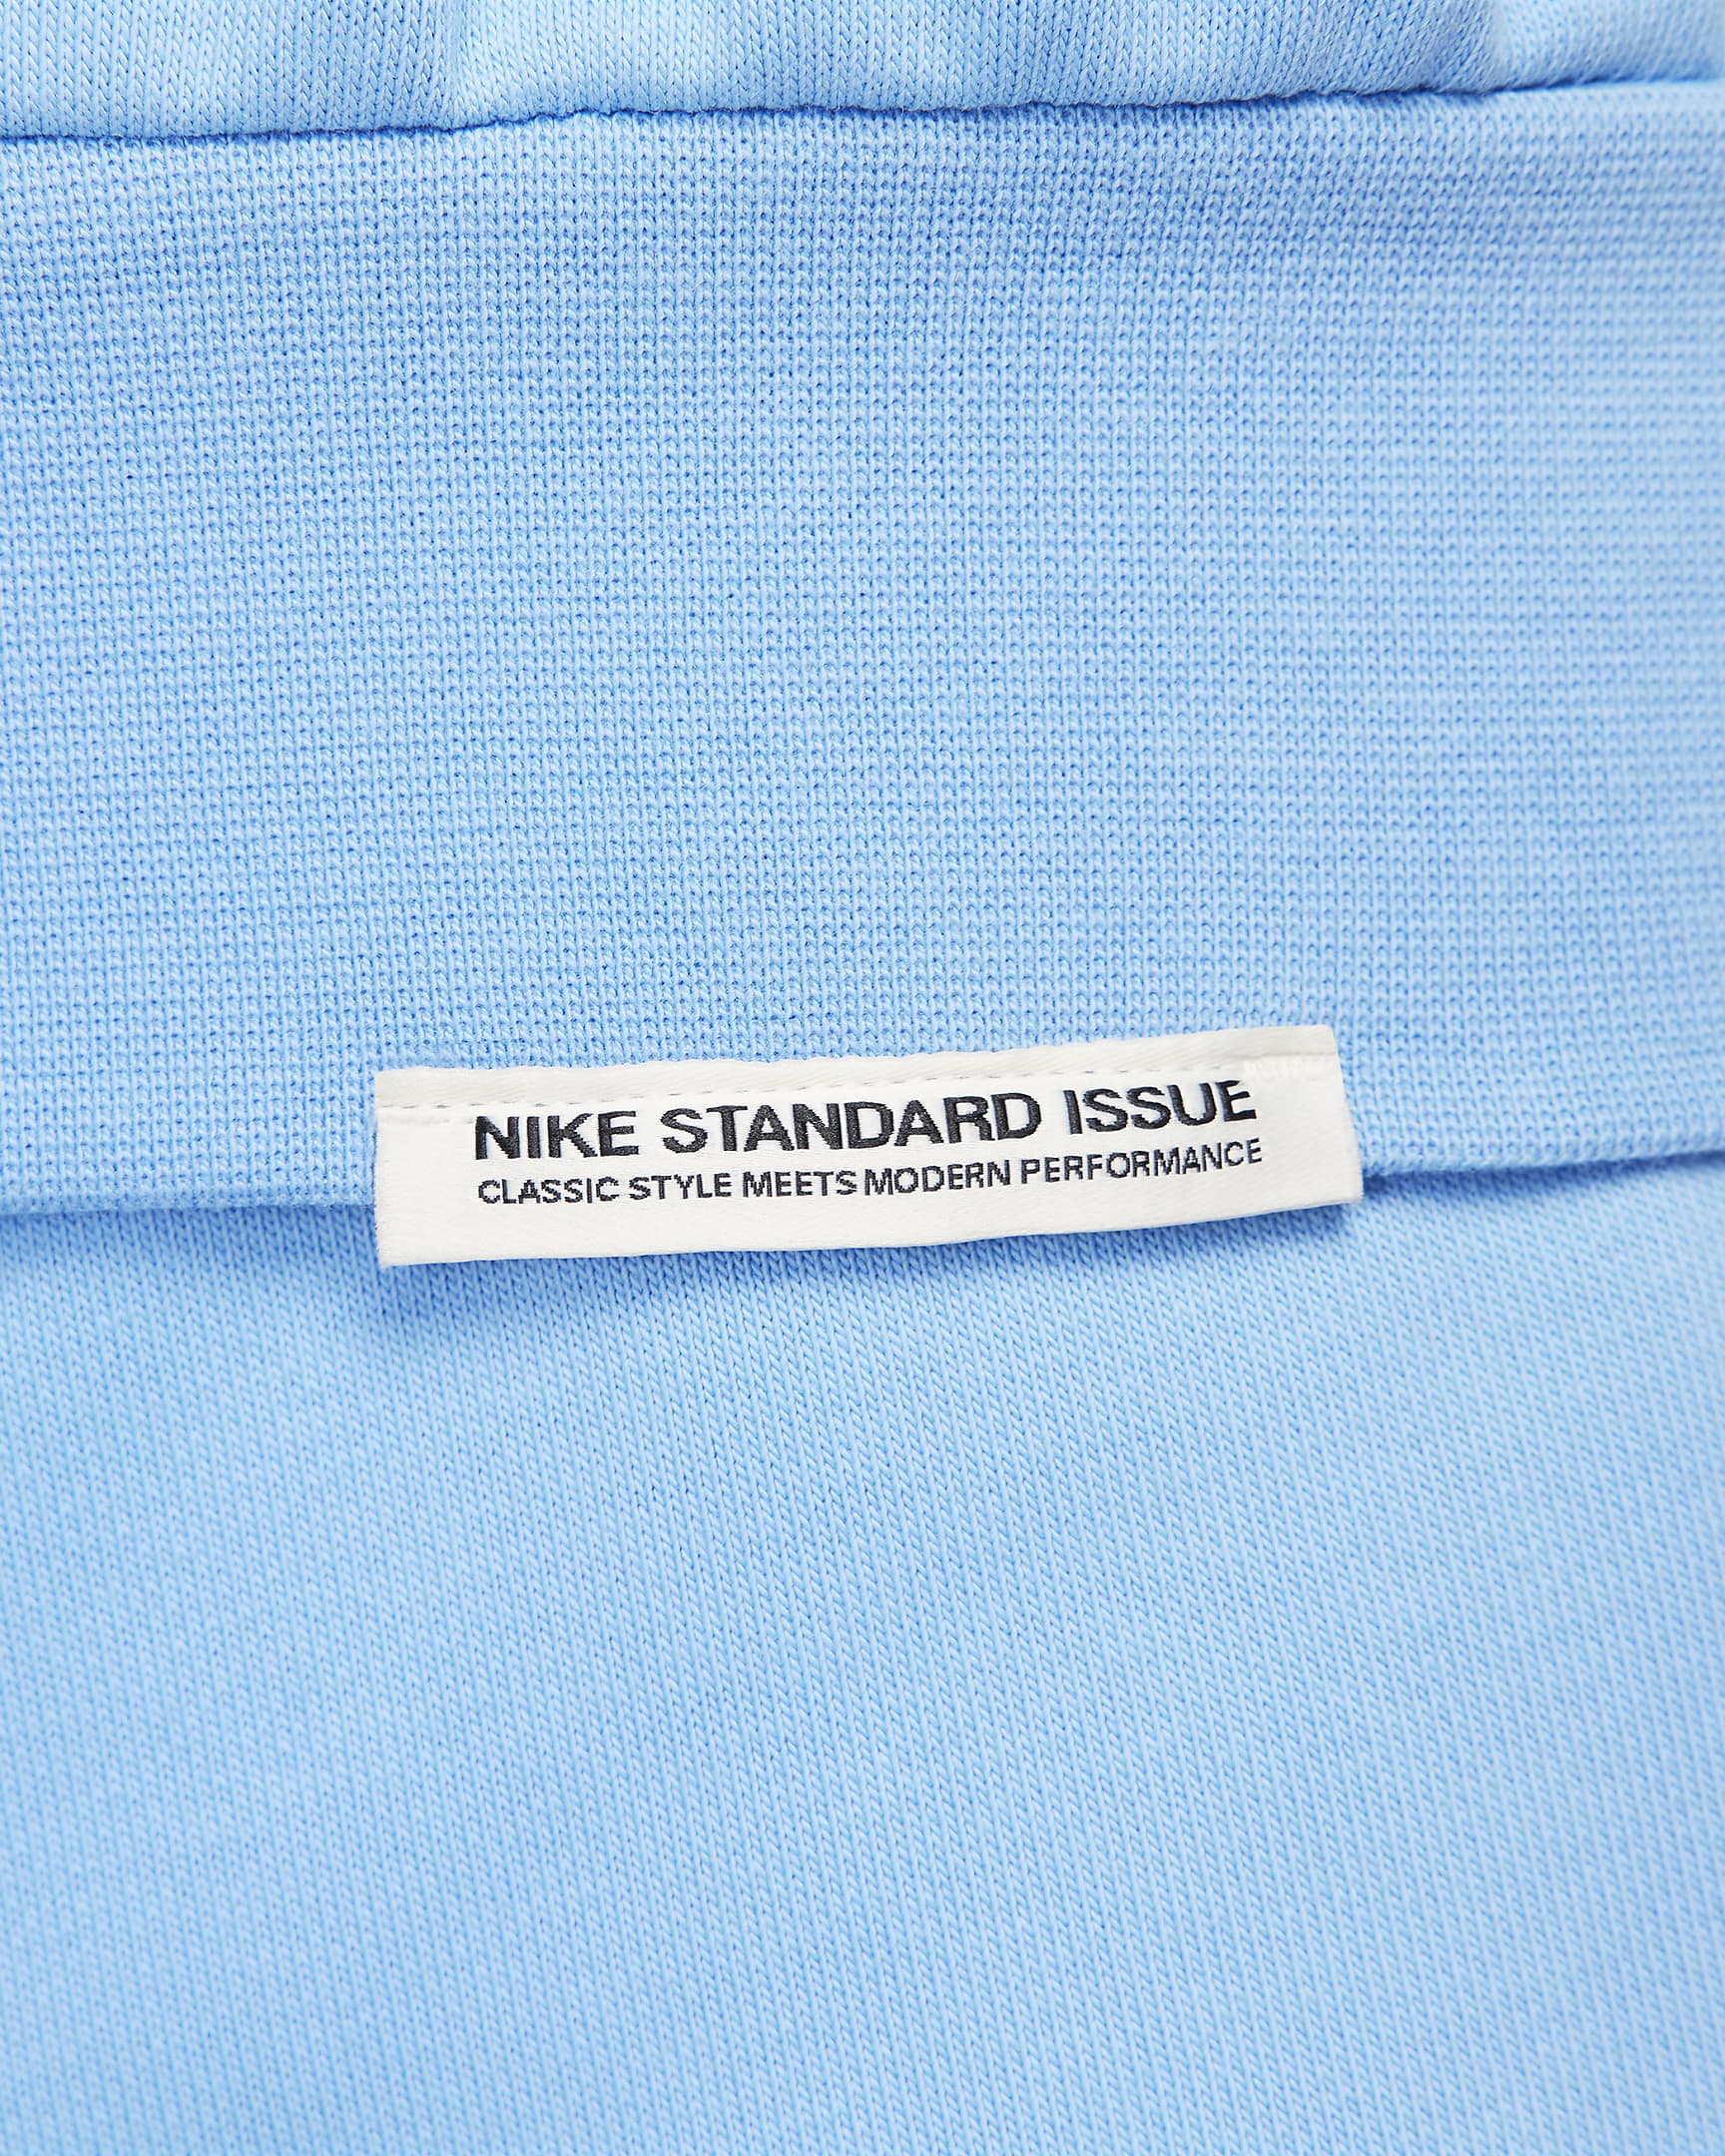 NIKE STANDARD ISSUE
CLASSIC STYLE MEETS MODERN PERFORMANCE